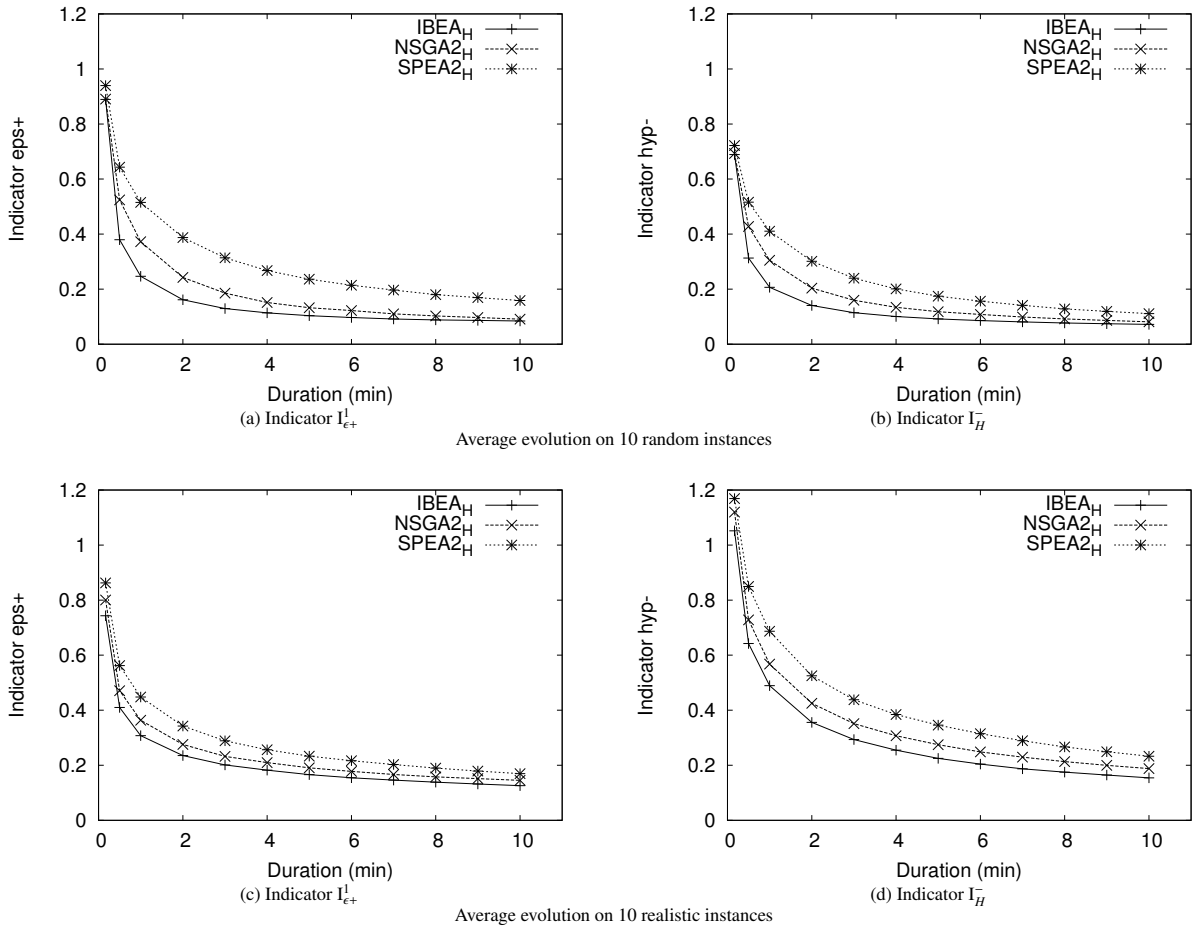 1.2
1
0.8
0.6
0.4
0.2
0
0 2 4 6 8 10
Indicator eps+
Duration (min)
IBEA_H
NSGA2_H
SPEA2_H
(a) Indicator I¹_ϵ+
1.2
1
0.8
0.6
0.4
0.2
0
0 2 4 6 8 10
Indicator hyp-
Duration (min)
IBEA_H
NSGA2_H
SPEA2_H
(b) Indicator I⁻_H
Average evolution on 10 random instances
1.2
1
0.8
0.6
0.4
0.2
0
0 2 4 6 8 10
Indicator eps+
Duration (min)
IBEA_H
NSGA2_H
SPEA2_H
(c) Indicator I¹_ϵ+
1.2
1
0.8
0.6
0.4
0.2
0
0 2 4 6 8 10
Indicator hyp-
Duration (min)
IBEA_H
NSGA2_H
SPEA2_H
(d) Indicator I⁻_H
Average evolution on 10 realistic instances